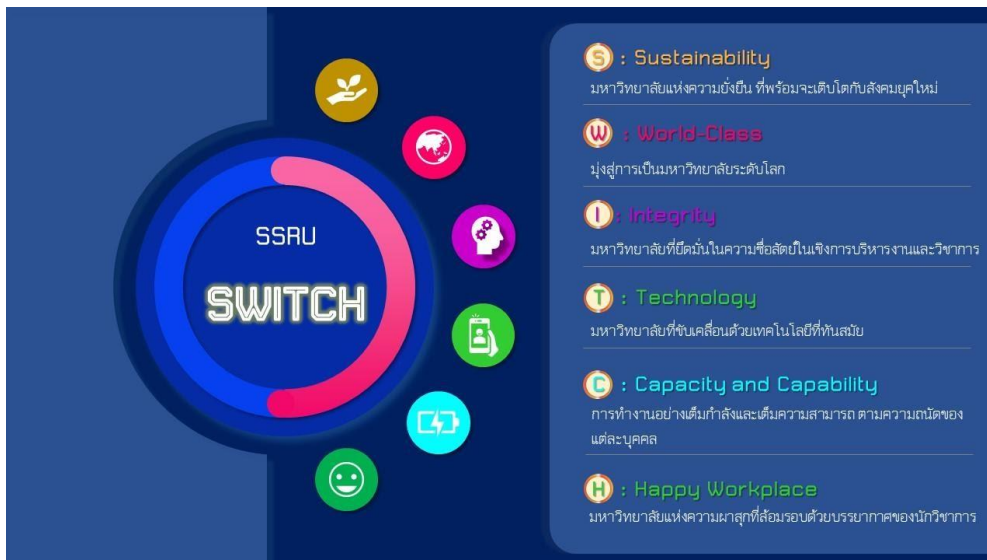 SSRU
SWITCH
S : Sustainability
มหาวิทยาลัยแห่งความยั่งยืน ที่พร้อมจะเติบโตกับสังคมยุคใหม่
W : World-Class
มุ่งสู่การเป็นมหาวิทยาลัยระดับโลก
I : Integrity
มหาวิทยาลัยที่ยึดมั่นในความซื่อสัตย์ในเชิงการบริหารงานและวิชาการ
T : Technology
มหาวิทยาลัยที่ขับเคลื่อนด้วยเทคโนโลยีที่ทันสมัย
C : Capacity and Capability
การทำงานอย่างเต็มกำลังและเต็มความสามารถ ตามความถนัดของ
แต่ละบุคคล
H : Happy Workplace
มหาวิทยาลัยแห่งความผาสุกที่ล้อมรอบด้วยบรรยากาศของนักวิชาการ